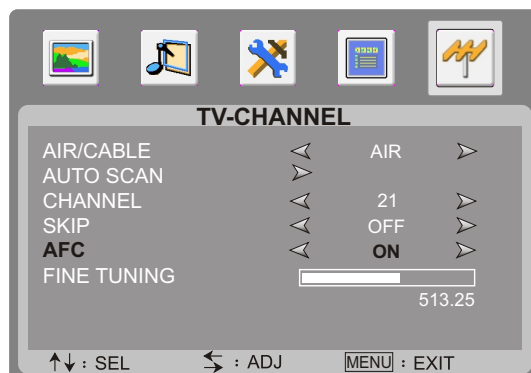 TV-CHANNEL
AIR/CABLE AIR
AUTO SCAN
CHANNEL 21
SKIP OFF
AFC ON
FINE TUNING
513.25
: SEL : ADJ MENU : EXIT